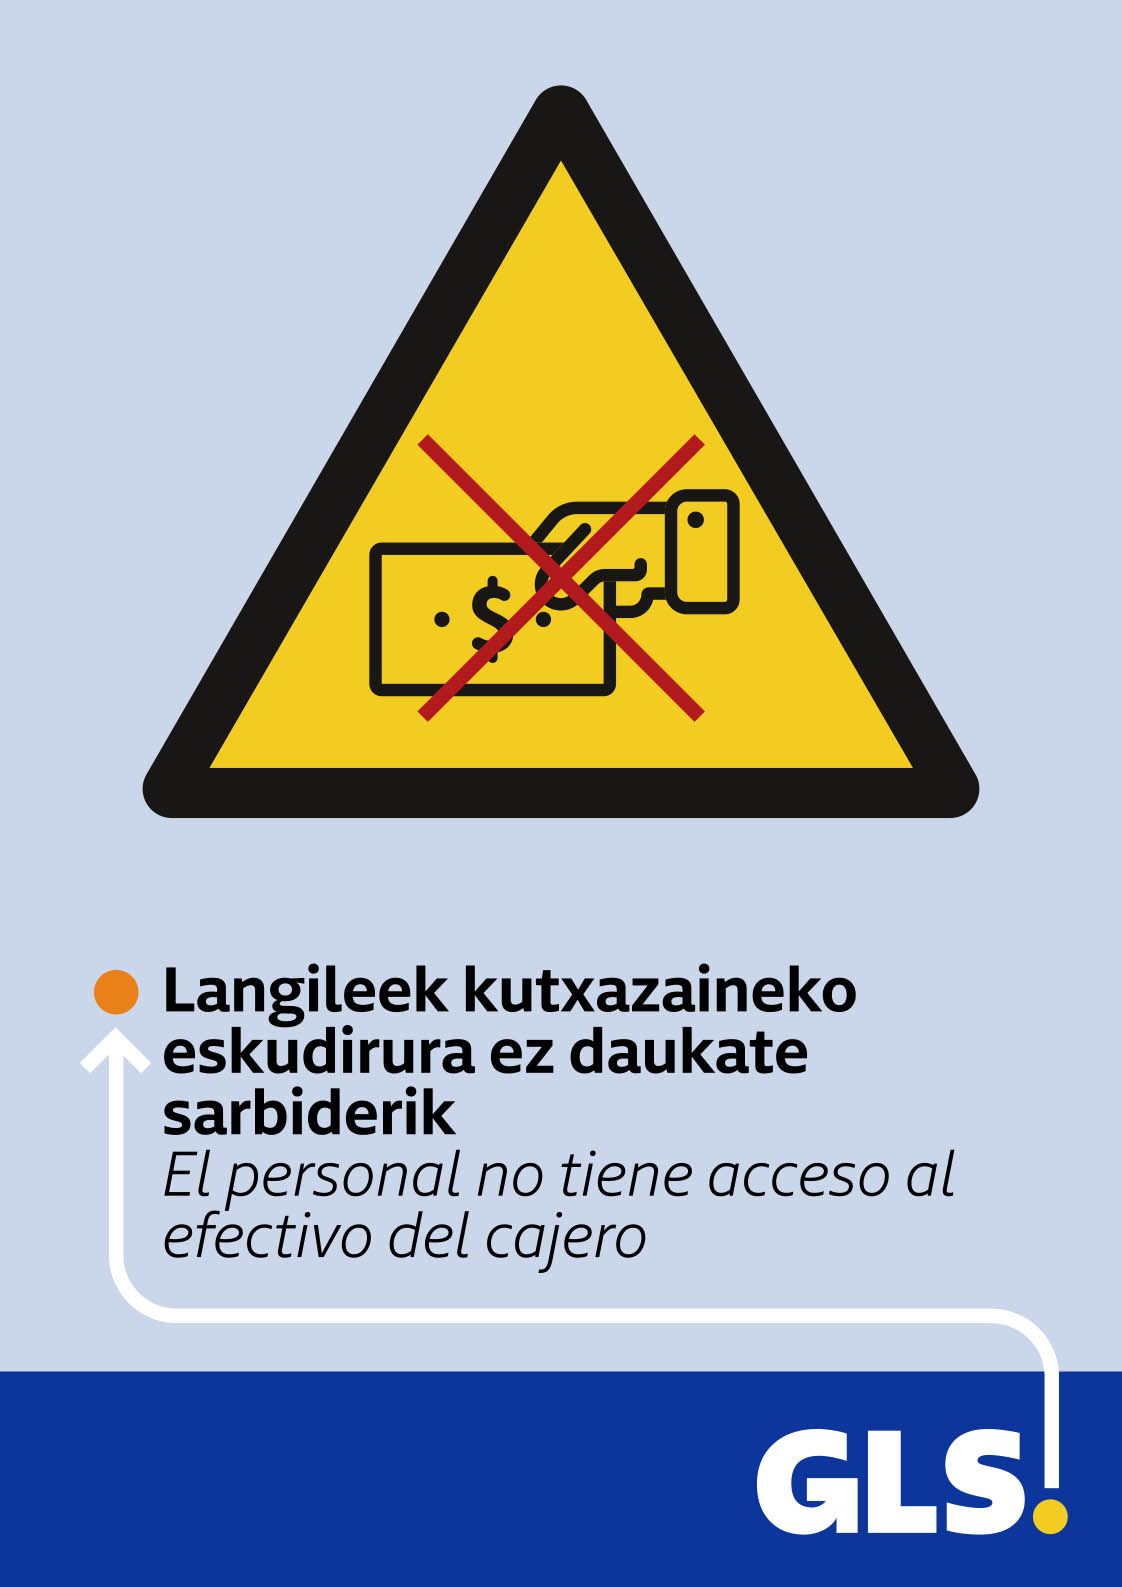 $
Langileek kutxazaineko
eskudirura ez daukate
sarbiderik
El personal no tiene acceso al
efectivo del cajero
GLS.